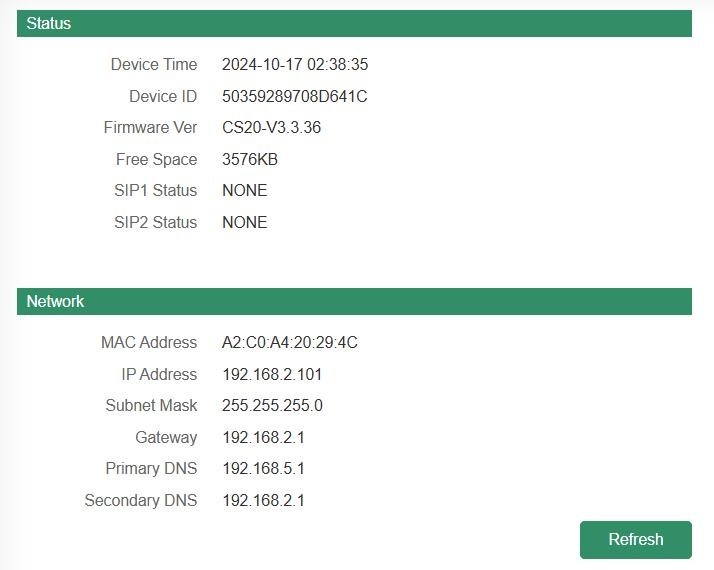 Status
Device Time 2024-10-17 02:38:35
Device ID 50359289708D641C
Firmware Ver CS20-V3.3.36
Free Space 3576KB
SIP1 Status NONE
SIP2 Status NONE
Network
MAC Address A2:C0:A4:20:29:4C
IP Address 192.168.2.101
Subnet Mask 255.255.255.0
Gateway 192.168.2.1
Primary DNS 192.168.5.1
Secondary DNS 192.168.2.1
Refresh